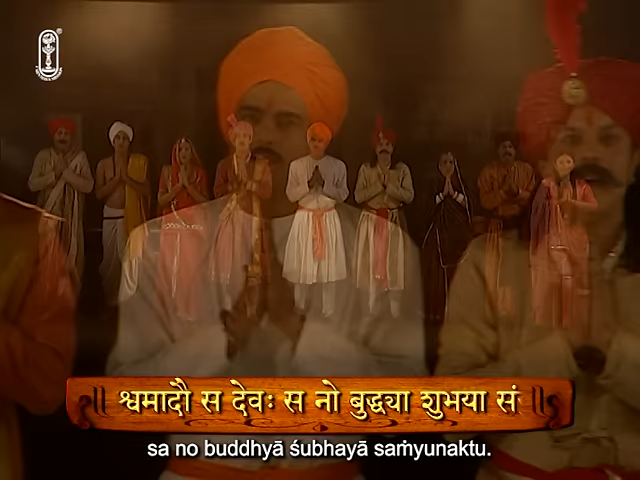 ॥ श्वमादौ स देवः स नो बुद्ध्या शुभया सं ॥
sa no buddhyā śubhayā saṁyunaktu.